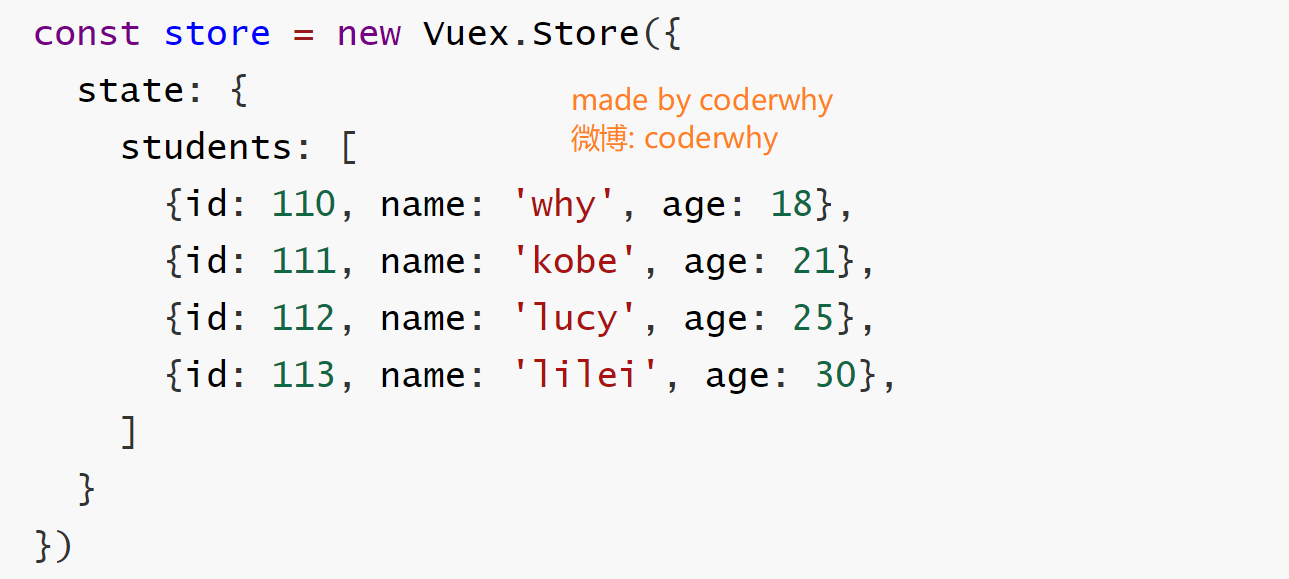 const store = new Vuex.Store({
state: {
made by coderwhy
微博: coderwhy
students: [
{id: 110, name: 'why', age: 18},
{id: 111, name: 'kobe', age: 21},
{id: 112, name: 'lucy', age: 25},
{id: 113, name: 'lilei', age: 30},
]
}
})